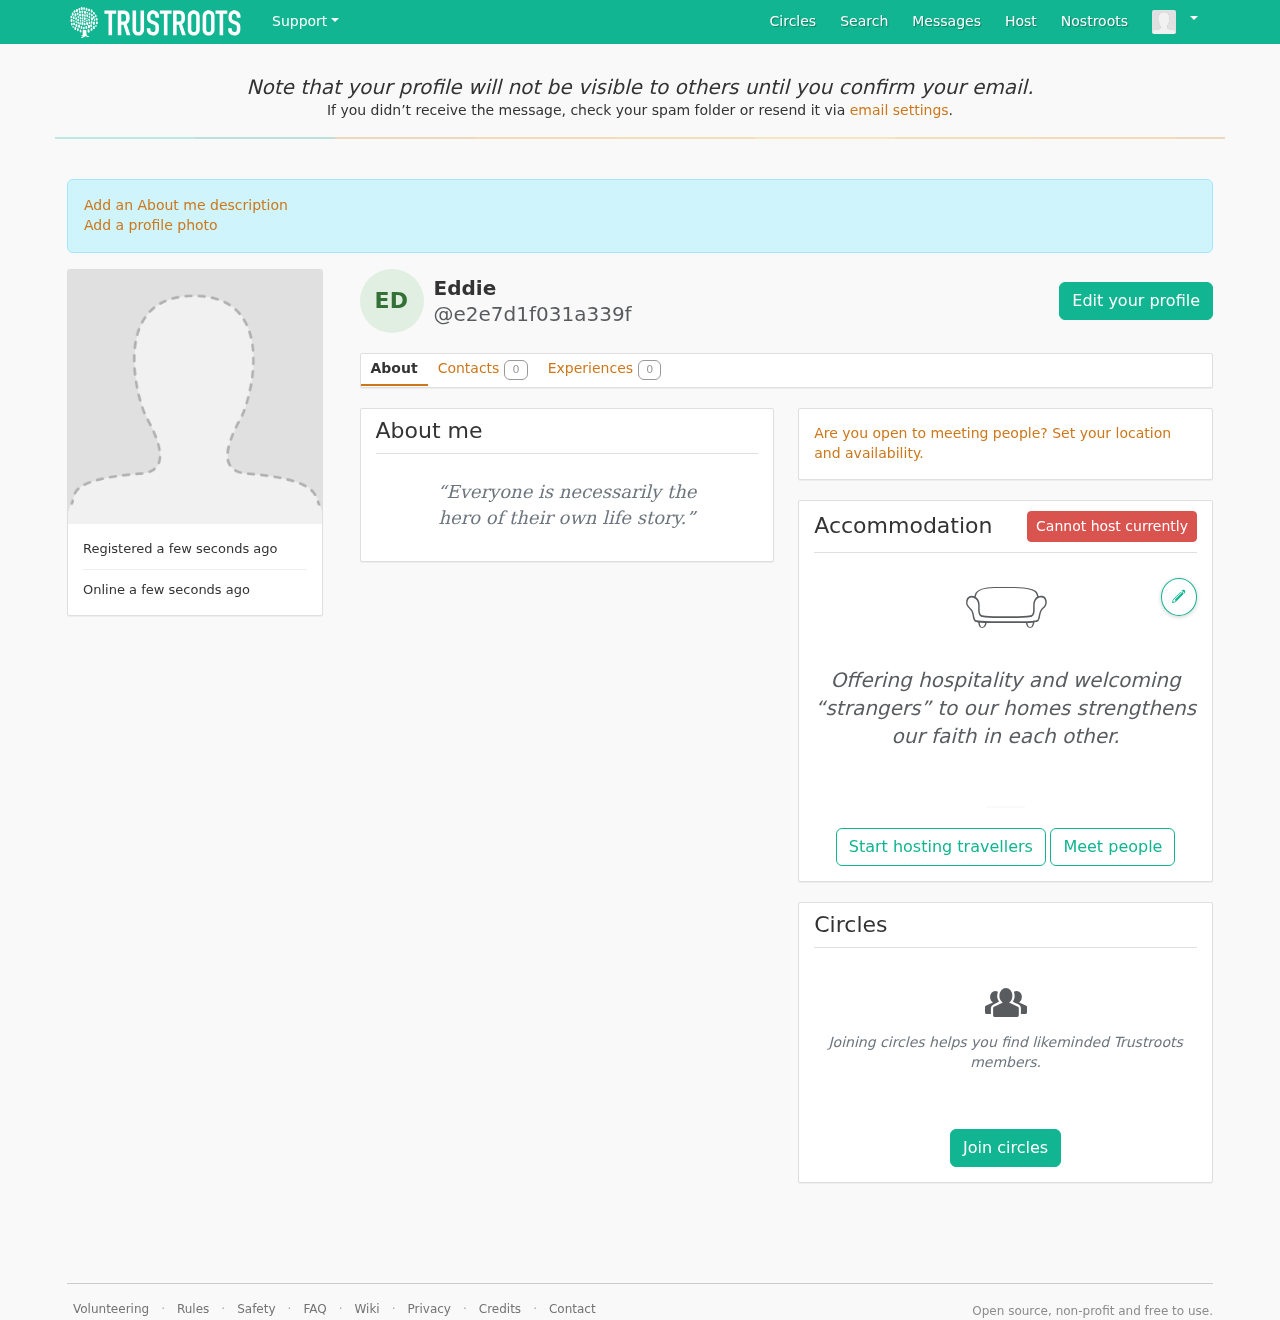 TRUSTROOTS Support Circles Search Messages Host Nostroots
Note that your profile will not be visible to others until you confirm your email.
If you didn’t receive the message, check your spam folder or resend it via email settings.
Add an About me description
Add a profile photo
ED
Eddie
@e2e7d1f031a339f
Edit your profile
About Contacts 0 Experiences 0
Registered a few seconds ago
Online a few seconds ago
About me
“Everyone is necessarily the
hero of their own life story.”
Are you open to meeting people? Set your location
and availability.
Accommodation Cannot host currently
Offering hospitality and welcoming
“strangers” to our homes strengthens
our faith in each other.
Start hosting travellers Meet people
Circles
Joining circles helps you find likeminded Trustroots
members.
Join circles
Volunteering · Rules · Safety · FAQ · Wiki · Privacy · Credits · Contact
Open source, non-profit and free to use.